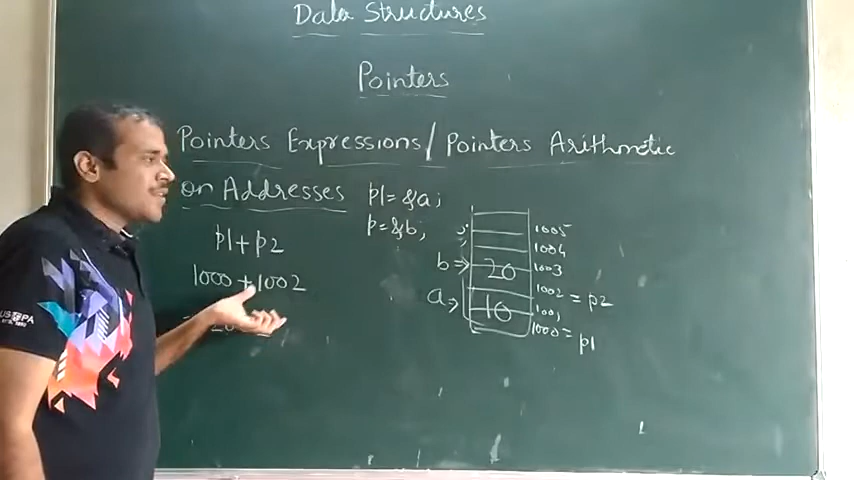 Data Structures
Pointers
Pointers Expressions/Pointers Arithmetic
on Addresses
p1=&a;
p=&b;
p1+p2
1000+1002
1005
1004
b⇒ 20 1003
1002 = p2
a⇒ 10 1001
1000= p1